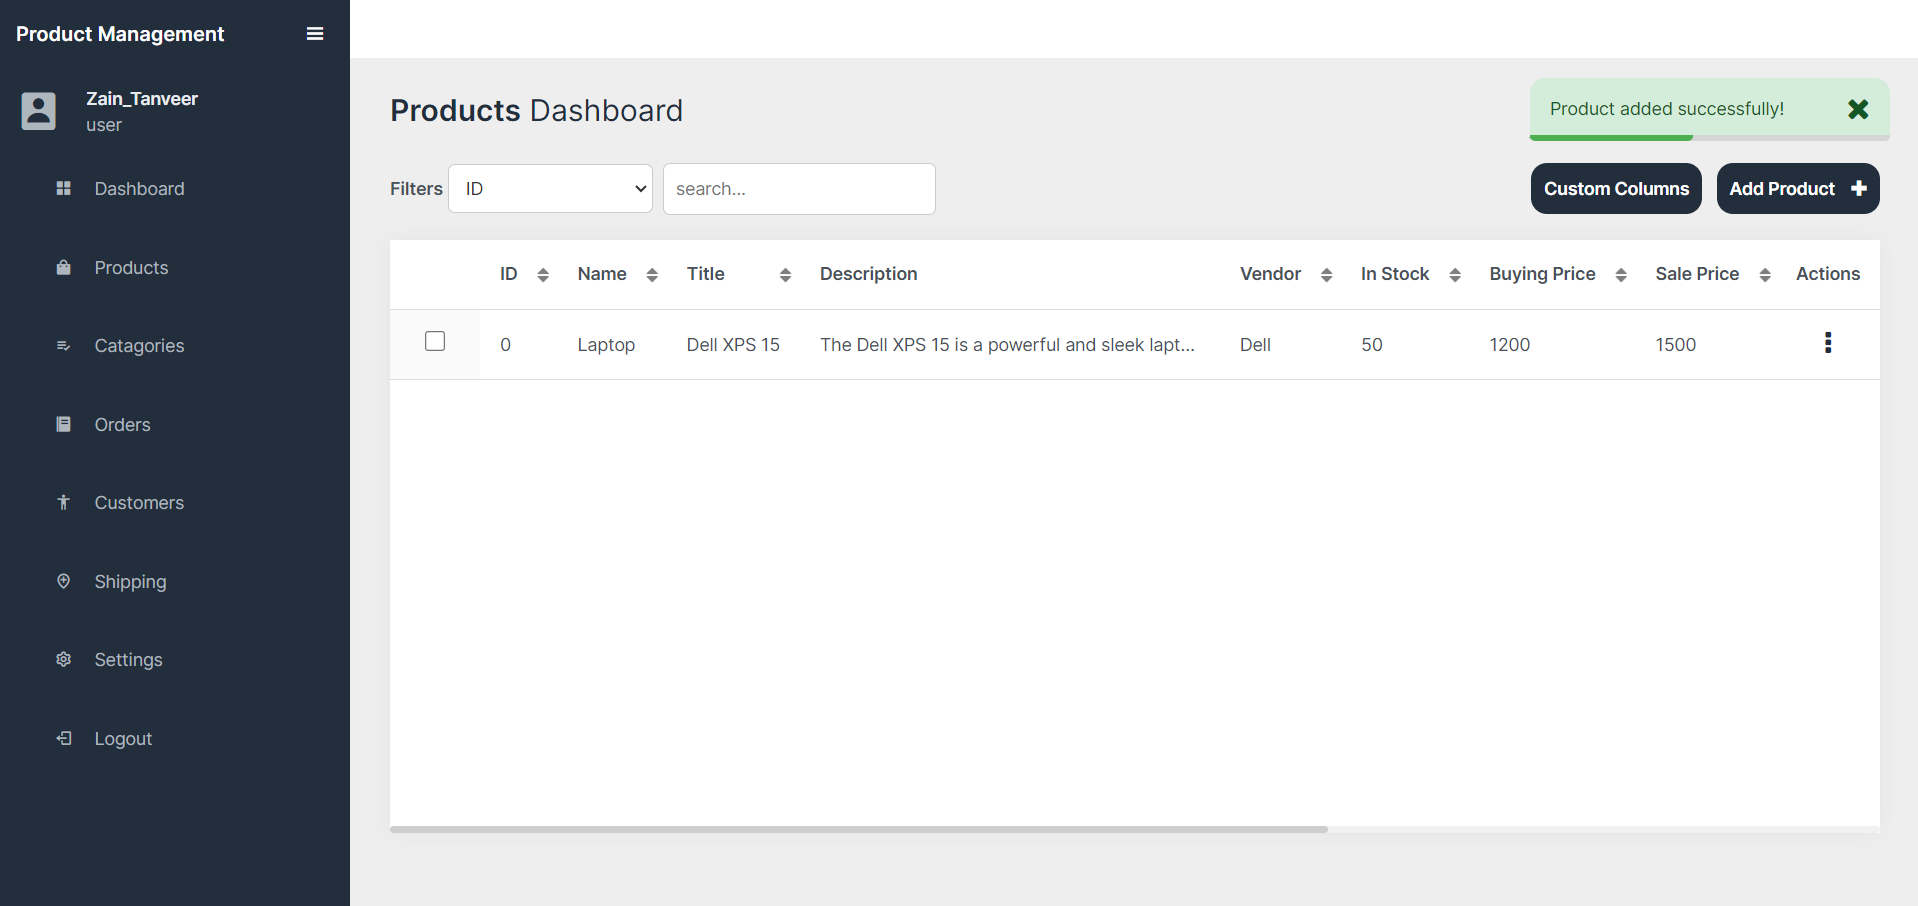 Product Management
Zain_Tanveer
user
Dashboard
Products
Catagories
Orders
Customers
Shipping
Settings
Logout
Products Dashboard
Product added successfully!
Filters ID search... Custom Columns Add Product
ID Name Title Description Vendor In Stock Buying Price Sale Price Actions
0 Laptop Dell XPS 15 The Dell XPS 15 is a powerful and sleek lapt... Dell 50 1200 1500